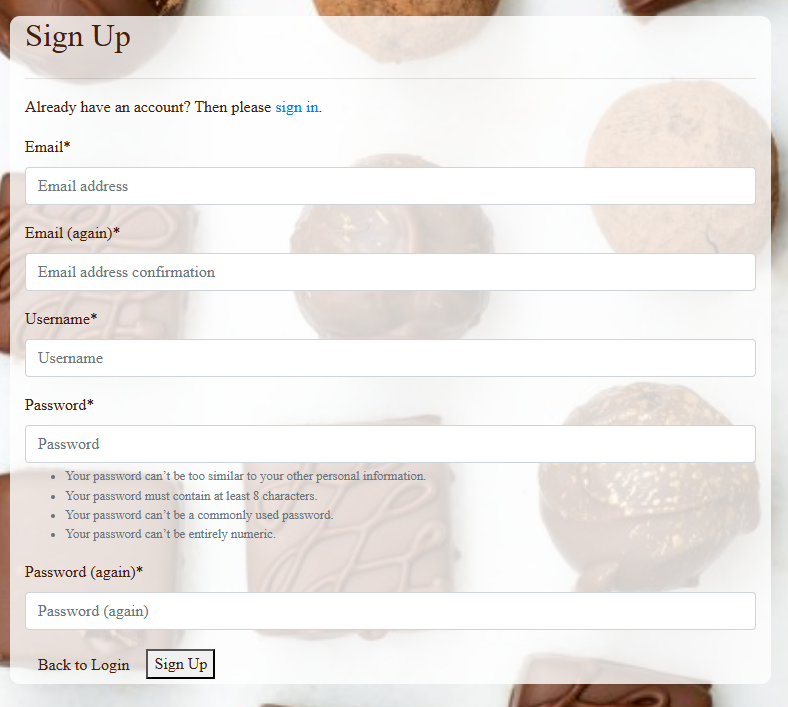 Sign Up
Already have an account? Then please sign in.
Email*
Email address
Email (again)*
Email address confirmation
Username*
Username
Password*
Password
• Your password can’t be too similar to your other personal information.
• Your password must contain at least 8 characters.
• Your password can’t be a commonly used password.
• Your password can’t be entirely numeric.
Password (again)*
Password (again)
Back to Login Sign Up